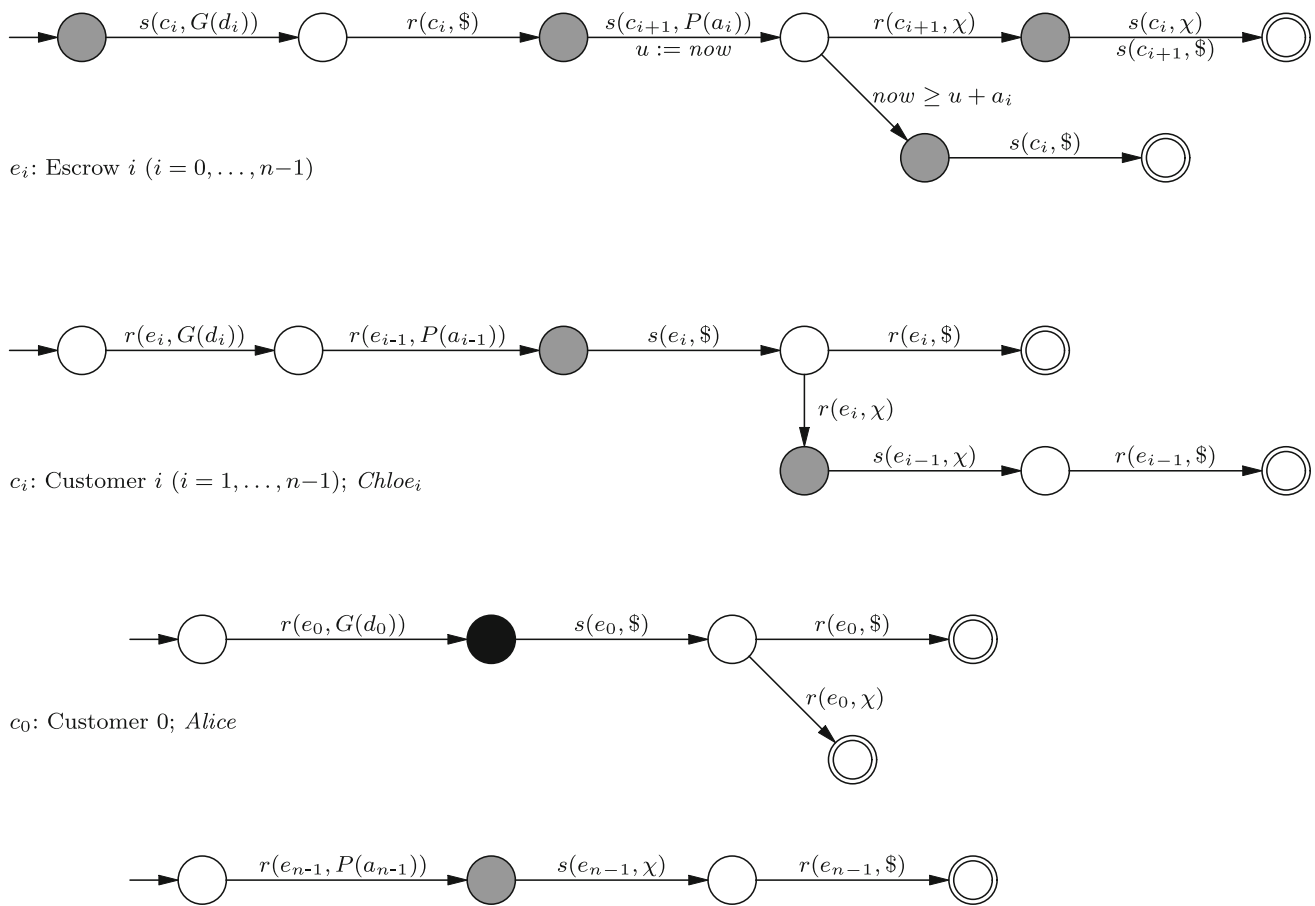 s(c_i, G(d_i)) r(c_i, $) s(c_{i+1}, P(a_i)) r(c_{i+1}, χ) s(c_i, χ)
u := now s(c_{i+1}, $)
now ≥ u + a_i
s(c_i, $)
e_i: Escrow i (i = 0, . . . , n−1)
r(e_i, G(d_i)) r(e_{i-1}, P(a_{i-1})) s(e_i, $) r(e_i, $)
r(e_i, χ)
s(e_{i−1}, χ) r(e_{i−1}, $)
c_i: Customer i (i = 1, . . . , n−1); Chloe_i
r(e_0, G(d_0)) s(e_0, $) r(e_0, $)
r(e_0, χ)
c_0: Customer 0; Alice
r(e_{n-1}, P(a_{n-1})) s(e_{n−1}, χ) r(e_{n−1}, $)